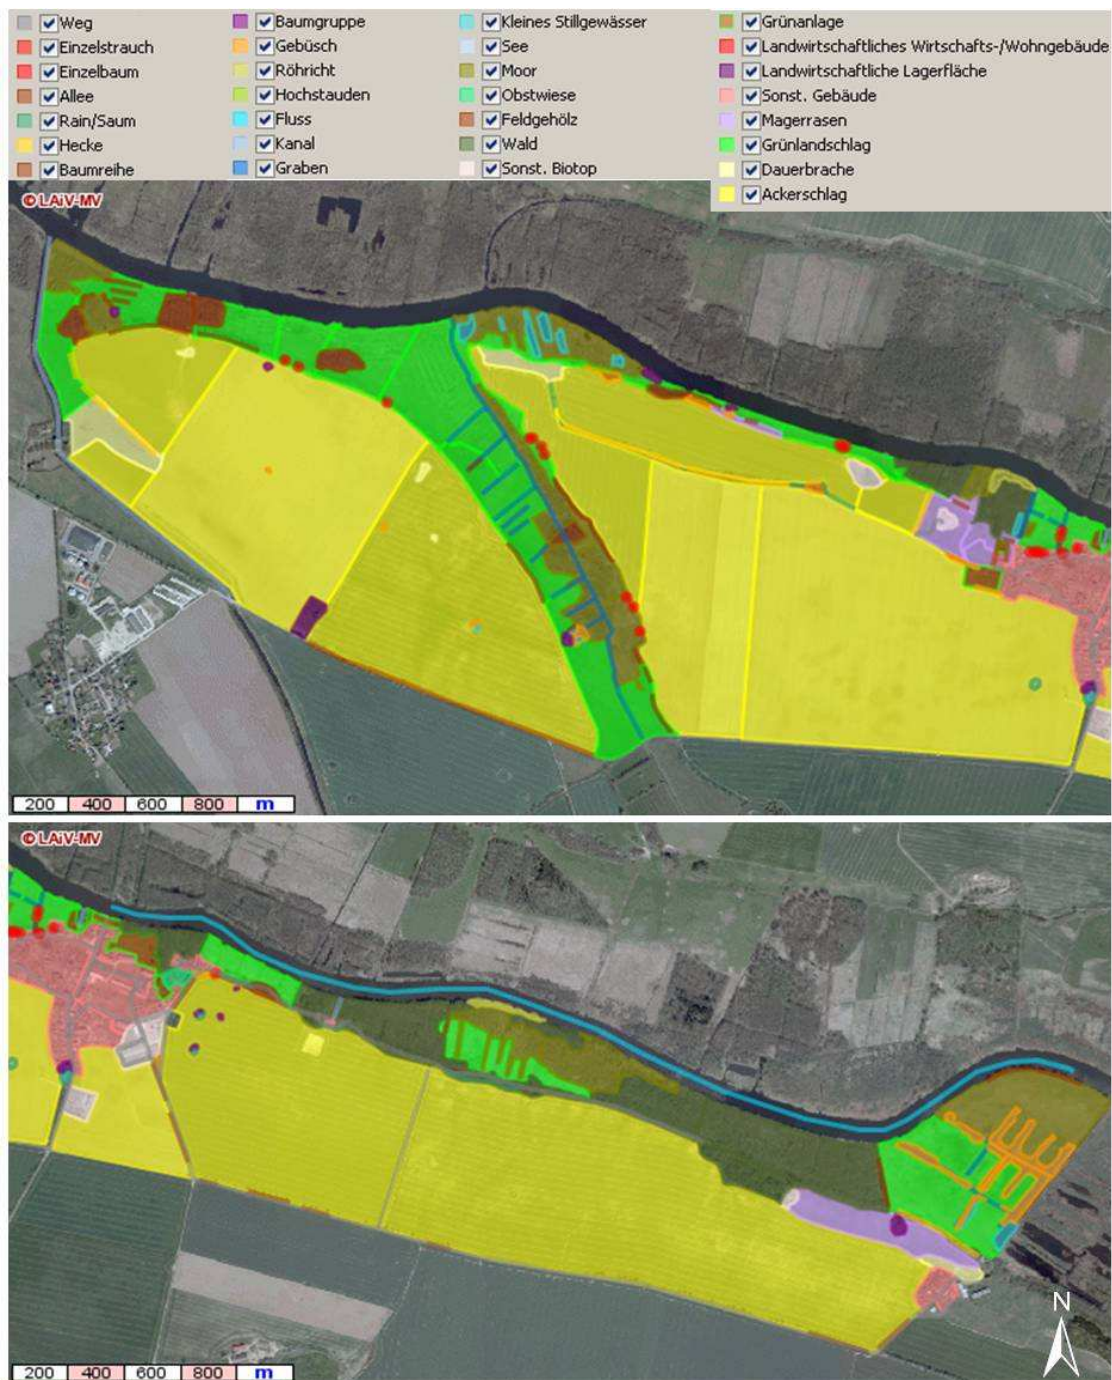 Weg
Einzelstrauch
Einzelbaum
Allee
Rain/Saum
Hecke
Baumreihe
Baumgruppe
Gebüsch
Röhricht
Hochstauden
Fluss
Kanal
Graben
Kleines Stillgewässer
See
Moor
Obstwiese
Feldgehölz
Wald
Sonst. Biotop
Grünanlage
Landwirtschaftliches Wirtschafts-/Wohngebäude
Landwirtschaftliche Lagerfläche
Sonst. Gebäude
Magerrasen
Grünlandschlag
Dauerbrache
Ackerschlag
© LAiV-MV
200 400 600 800 m
© LAiV-MV
N
200 400 600 800 m